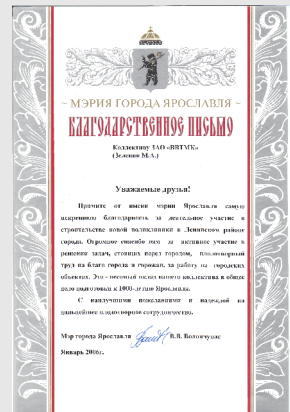 ~ МЭРИЯ ГОРОДА ЯРОСЛАВЛЯ ~
БЛАГОДАРСТВЕННОЕ ПИСЬМО
Коллективу ЗАО «ВВТМК»
(Зеленин М.А.)
Уважаемые друзья!
Примите от имени мэрии Ярославля самую
искреннюю благодарность за деятельное участие в
строительстве новой поликлиники в Ленинском районе
города. Огромное спасибо вам за активное участие в
решении задач, стоящих перед городом, плодотворный
труд на благо города и горожан, за работу на городских
объектах. Это - весомый вклад вашего коллектива в общее
дело подготовки к 1000-летию Ярославля.
С наилучшими пожеланиями и надеждой на
дальнейшее плодотворное сотрудничество.
Мэр города Ярославля В.В. Волончунас
Январь 2006г.